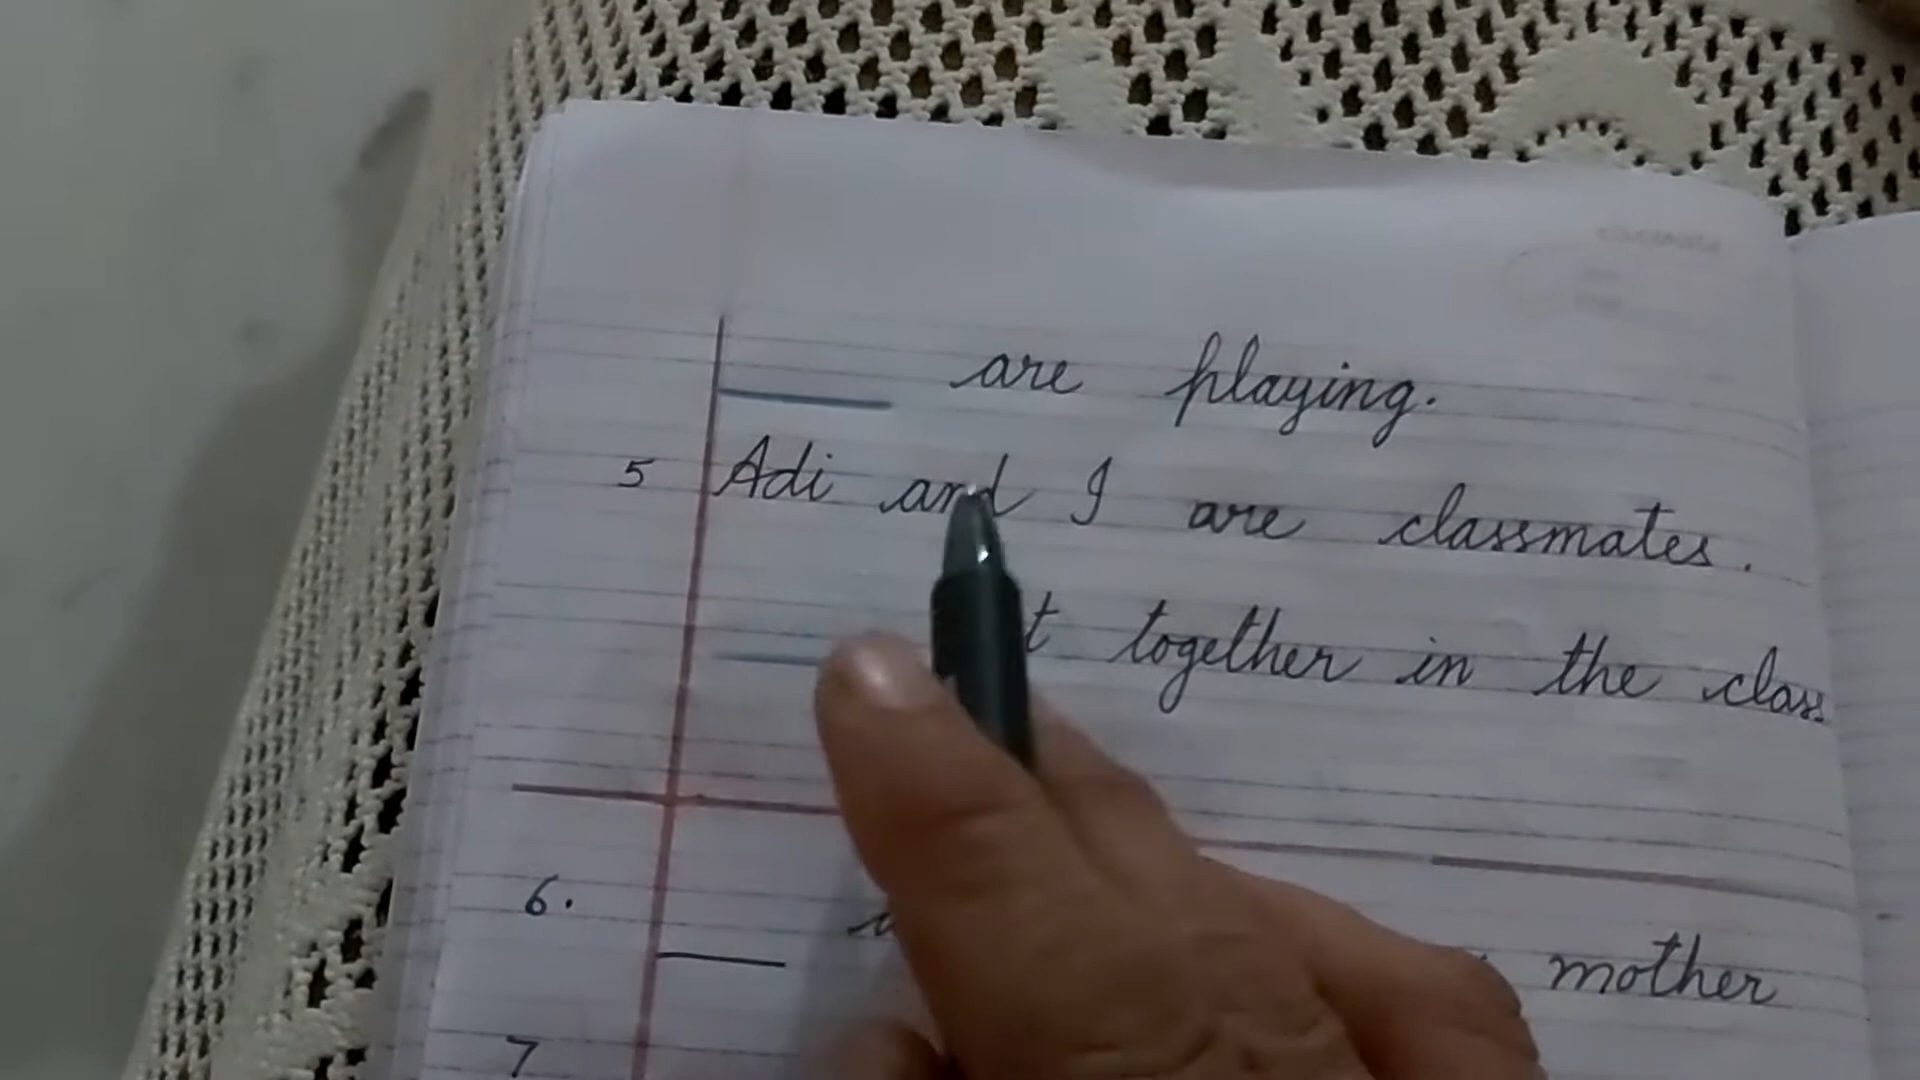 are playing.
5 Adi and I are classmates.
together in the class
6. mother
7